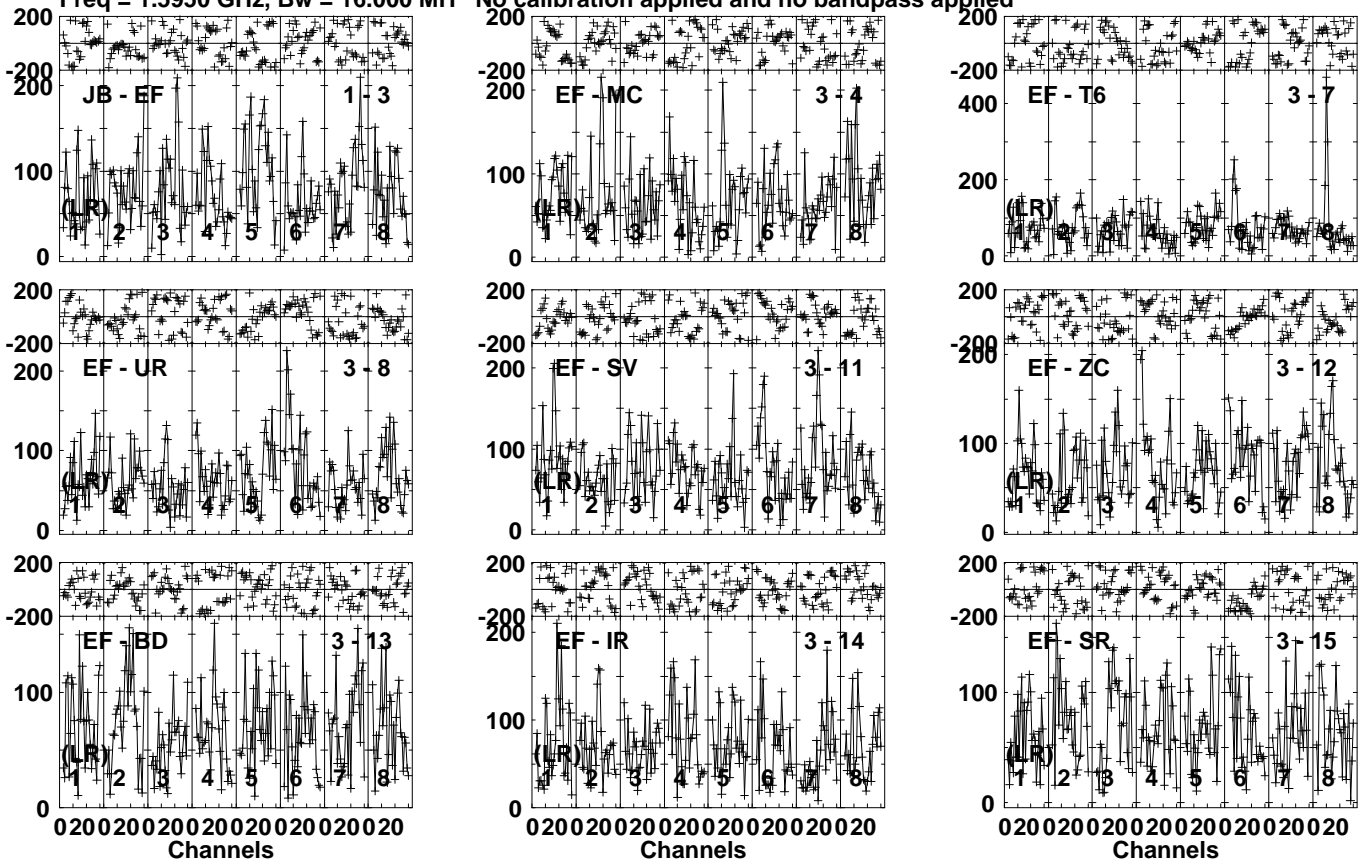 Freq = 1.5950 GHz, Bw = 16.000 MH No calibration applied and no bandpass applied
200
-200
JB - EF 1 - 3
200
100
0
(LR)
1 2 3 4 5 6 7 8
200
-200
EF - MC 3 - 4
200
100
0
(LR)
1 2 3 4 5 6 7 8
200
-200
EF - T6 3 - 7
400
200
0
(LR)
1 2 3 4 5 6 7 8
200
-200
EF - UR 3 - 8
200
100
0
(LR)
1 2 3 4 5 6 7 8
200
-200
EF - SV 3 - 11
200
100
0
(LR)
1 2 3 4 5 6 7 8
200
-200
EF - ZC 3 - 12
200
100
0
(LR)
1 2 3 4 5 6 7 8
200
-200
EF - BD 3 - 13
100
0
(LR)
1 2 3 4 5 6 7 8
0 20 0 20 0 20 0 20 0 20 0 20 0 20 0 20
Channels
200
-200
EF - IR 3 - 14
200
100
0
(LR)
1 2 3 4 5 6 7 8
0 20 0 20 0 20 0 20 0 20 0 20 0 20 0 20
Channels
200
-200
EF - SR 3 - 15
100
0
(LR)
1 2 3 4 5 6 7 8
0 20 0 20 0 20 0 20 0 20 0 20 0 20 0 20
Channels